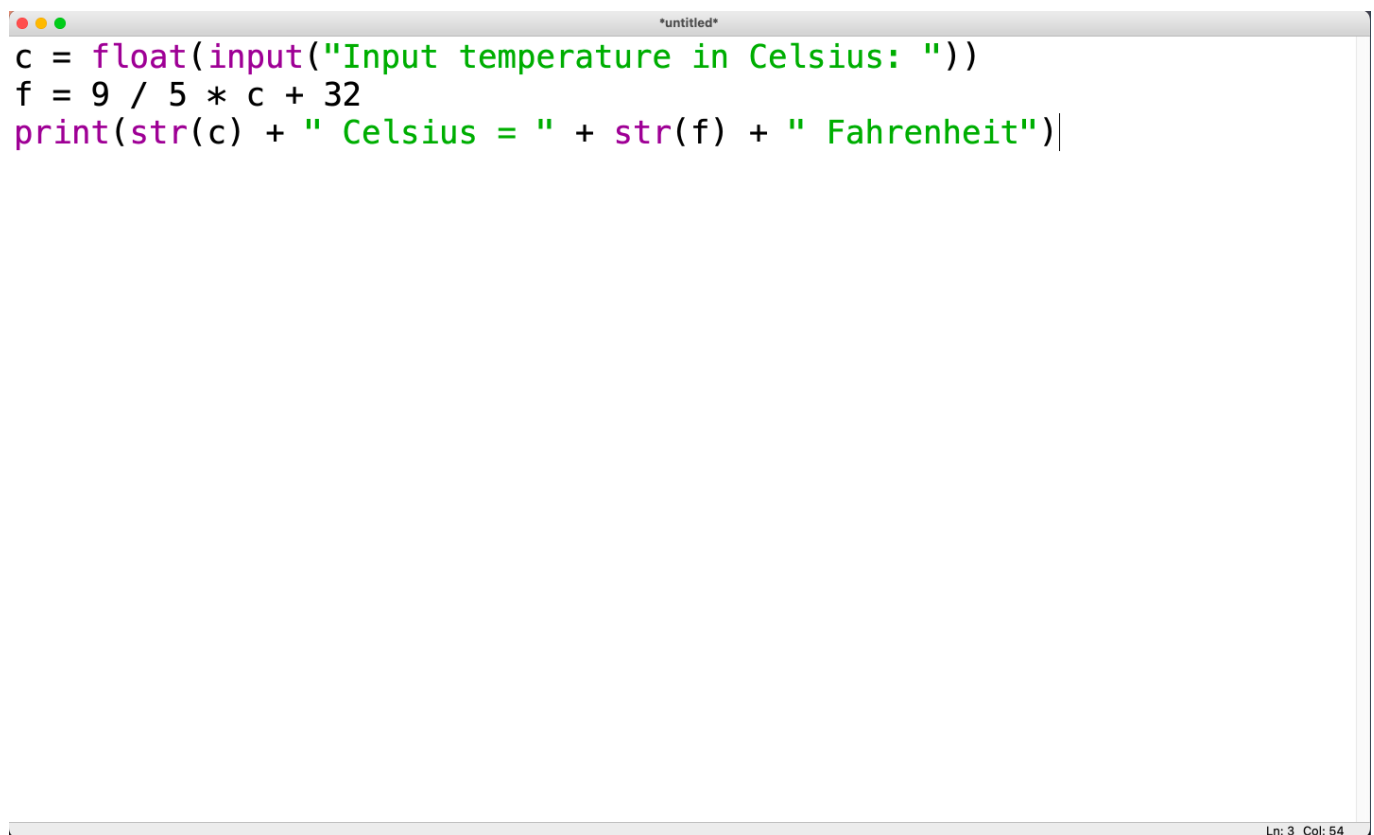 *untitled*
c = float(input("Input temperature in Celsius: "))
f = 9 / 5 * c + 32
print(str(c) + " Celsius = " + str(f) + " Fahrenheit")
Ln: 3 Col: 54